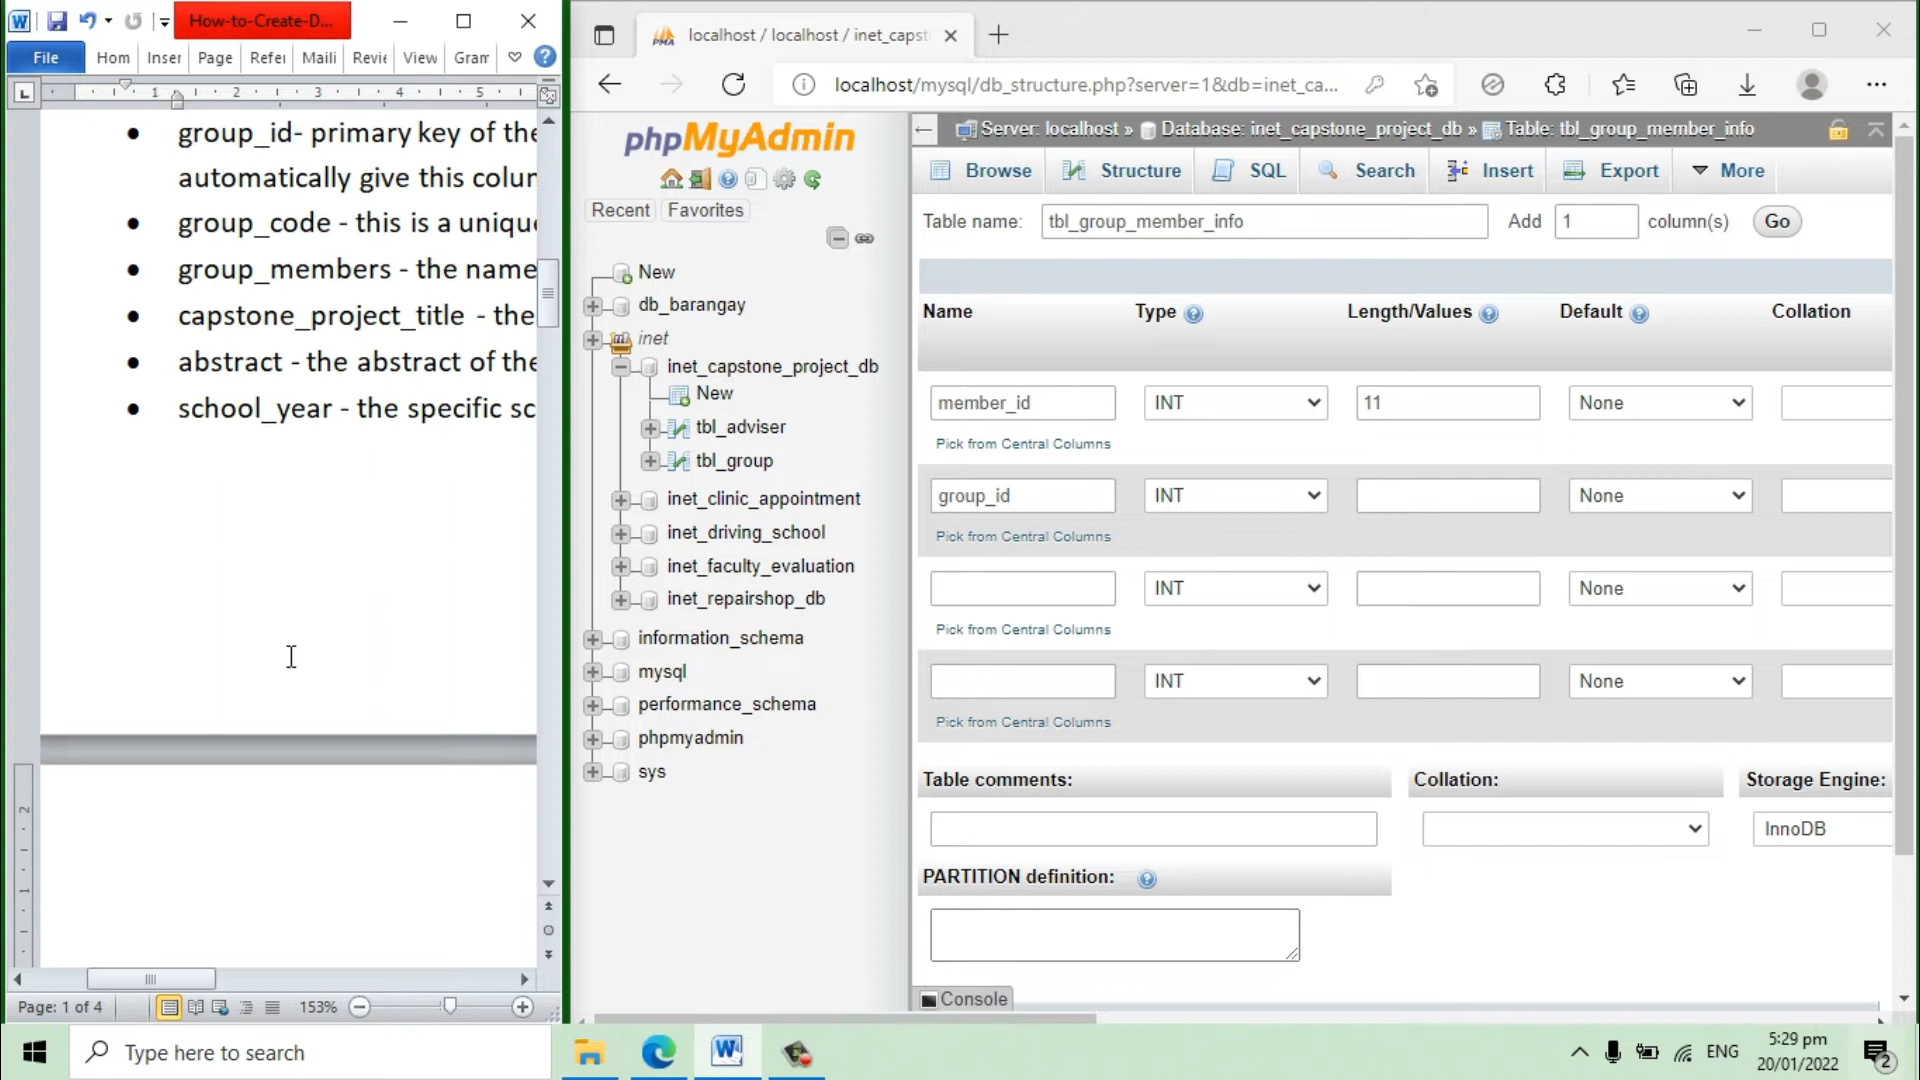 How-to-Create-D...
File Hom Inser Page Refer Maili Revie View Gram
group_id- primary key of the
automatically give this colum
group_code - this is a unique
group_members - the name
capstone_project_title - the
abstract - the abstract of the
school_year - the specific sc
Page: 1 of 4 153%
localhost / localhost / inet_capst
localhost/mysql/db_structure.php?server=1&db=inet_ca...
phpMyAdmin
Recent Favorites
New
db_barangay
inet
inet_capstone_project_db
New
tbl_adviser
tbl_group
inet_clinic_appointment
inet_driving_school
inet_faculty_evaluation
inet_repairshop_db
information_schema
mysql
performance_schema
phpmyadmin
sys
Server: localhost » Database: inet_capstone_project_db » Table: tbl_group_member_info
Browse Structure SQL Search Insert Export More
Table name: tbl_group_member_info Add 1 column(s) Go
Name Type Length/Values Default Collation
member_id INT 11 None
Pick from Central Columns
group_id INT None
Pick from Central Columns
INT None
Pick from Central Columns
INT None
Pick from Central Columns
Table comments: Collation: Storage Engine:
InnoDB
PARTITION definition:
Console
Type here to search
ENG
5:29 pm
20/01/2022
2